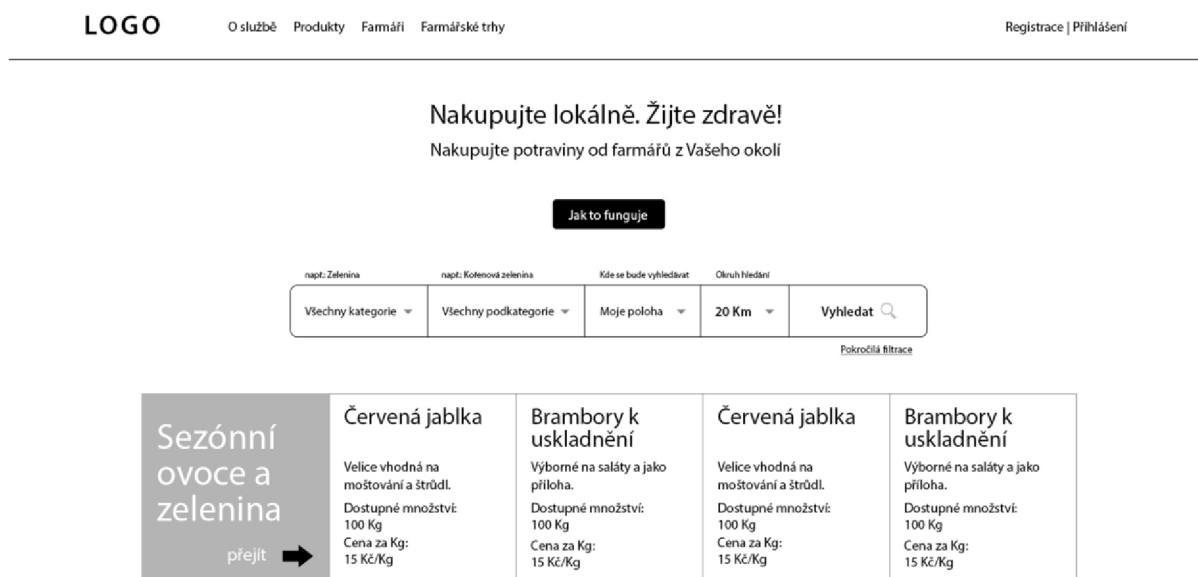 LOGO
O službě
Produkty
Farmáři
Farmářské trhy
Registrace | Přihlášení
Nakupujte lokálně. Žijte zdravě!
Nakupujte potraviny od farmářů z Vašeho okolí
Jak to funguje
např.: Zelenina
např.: Kořenová zelenina
Kde se bude vyhledávat
Okruh hledání
Všechny kategorie
Všechny podkategorie
Moje poloha
20 Km
Vyhledat
Pokročilá filtrace
Sezónní
ovoce a
zelenina
přejít
Červená jablka
Velice vhodná na
moštování a štrůdl.
Dostupné množství:
100 Kg
Cena za Kg:
15 Kč/Kg
Brambory k
uskladnění
Výborné na saláty a jako
příloha.
Dostupné množství:
100 Kg
Cena za Kg:
15 Kč/Kg
Červená jablka
Velice vhodná na
moštování a štrůdl.
Dostupné množství:
100 Kg
Cena za Kg:
15 Kč/Kg
Brambory k
uskladnění
Výborné na saláty a jako
příloha.
Dostupné množství:
100 Kg
Cena za Kg:
15 Kč/Kg